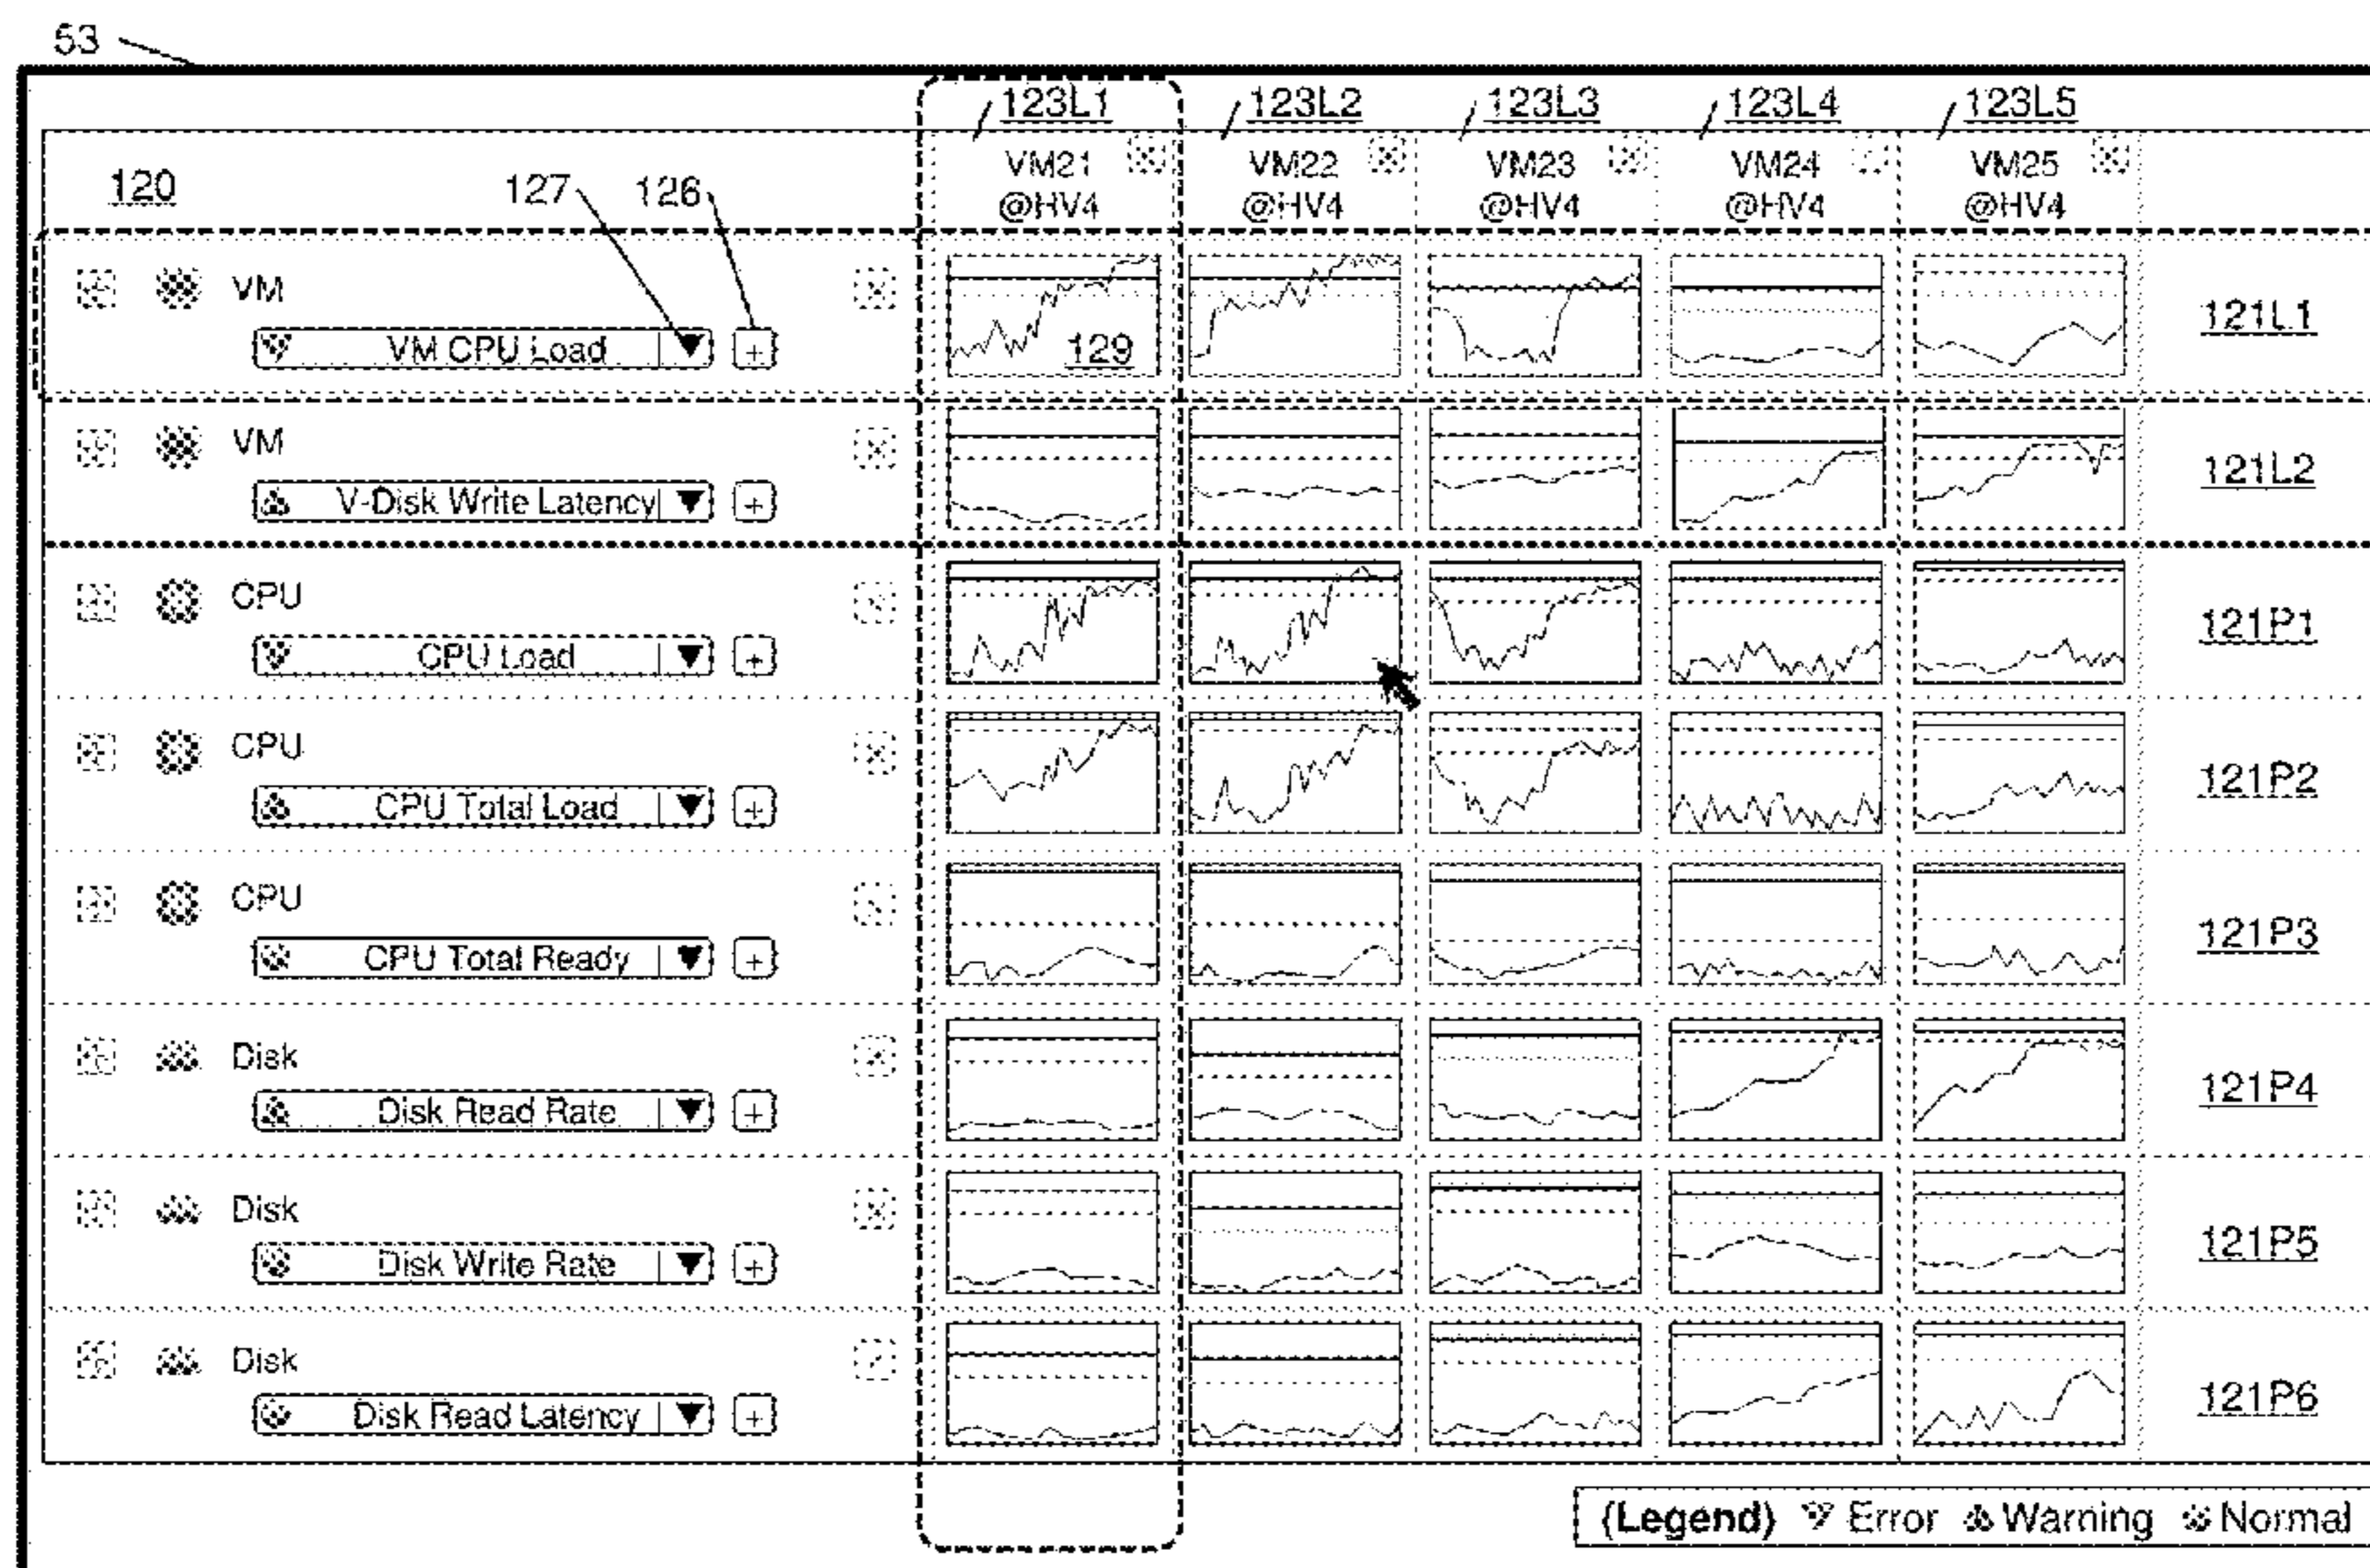 53
123L1 123L2 123L3 123L4 123L5
120 127 126 VM21 VM22 VM23 VM24 VM25
@HV4 @HV4 @HV4 @HV4 @HV4
VM
VM CPU Load + 129 121L1
VM
V-Disk Write Latency + 121L2
CPU
CPU Load + 121P1
CPU
CPU Total Load + 121P2
CPU
CPU Total Ready + 121P3
Disk
Disk Read Rate + 121P4
Disk
Disk Write Rate + 121P5
Disk
Disk Read Latency + 121P6
(Legend) Error Warning Normal